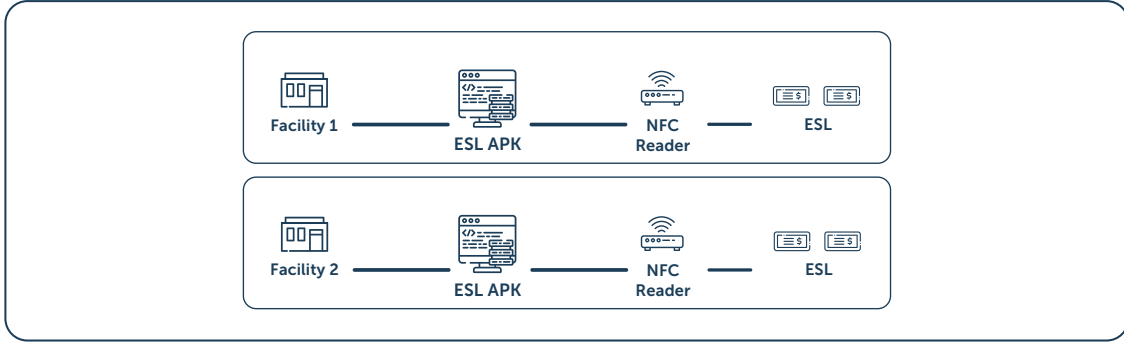 Facility 1
ESL APK
NFC
Reader
ESL
Facility 2
ESL APK
NFC
Reader
ESL